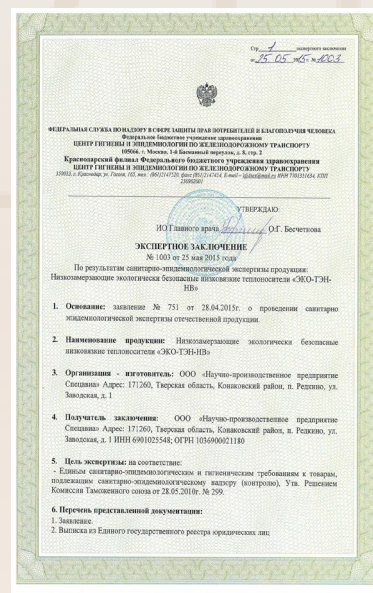 Стр. 1 экспертного заключения
от 25.05 2015г. № 1003
ФЕДЕРАЛЬНАЯ СЛУЖБА ПО НАДЗОРУ В СФЕРЕ ЗАЩИТЫ ПРАВ ПОТРЕБИТЕЛЕЙ И БЛАГОПОЛУЧИЯ ЧЕЛОВЕКА
Федеральное бюджетное учреждение здравоохранения
ЦЕНТР ГИГИЕНЫ И ЭПИДЕМИОЛОГИИ ПО ЖЕЛЕЗНОДОРОЖНОМУ ТРАНСПОРТУ
105066, г. Москва, 1-й Басманный переулок, д. 8, стр. 2
Краснодарский филиал Федерального бюджетного учреждения здравоохранения
ЦЕНТР ГИГИЕНЫ И ЭПИДЕМИОЛОГИИ ПО ЖЕЛЕЗНОДОРОЖНОМУ ТРАНСПОРТУ
г. Краснодар, ул. Гоголя,
УТВЕРЖДАЮ:
ИО Главного врача О.Г. Бесчеткова
ЭКСПЕРТНОЕ ЗАКЛЮЧЕНИЕ
№ 1003 от 25 мая 2015 года
По результатам санитарно-эпидемиологической экспертизы продукции:
Низкозамерзающие экологически безопасные низковязкие теплоносители «ЭКО-ТЭН-
НВ»
1. Основание: заявление № 751 от 28.04.2015г. о проведении санитарно
эпидемиологической экспертизы отечественной продукции.
2. Наименование продукции: Низкозамерзающие экологически безопасные
низковязкие теплоносители «ЭКО-ТЭН-НВ»
3. Организация - изготовитель: ООО «Научно-производственное предприятие
Спецавиа» Адрес: 171260, Тверская область, Конаковский район, п. Редкино, ул.
Заводская, д. 1
4. Получатель заключения: ООО «Научно-производственное предприятие
Спецавиа» Адрес: 171260, Тверская область, Конаковский район, п. Редкино, ул.
Заводская, д. 1 ИНН 6901025548; ОГРН 1036900021180
5. Цель экспертизы: на соответствие:
- Единым санитарно-эпидемиологическим и гигиеническим требованиям к товарам,
подлежащим санитарно-эпидемиологическому надзору (контролю), Утв. Решением
Комиссии Таможенного союза от 28.05.2010г. № 299.
6. Перечень представленной документации:
1. Заявление.
2. Выписка из Единого государственного реестра юридических лиц